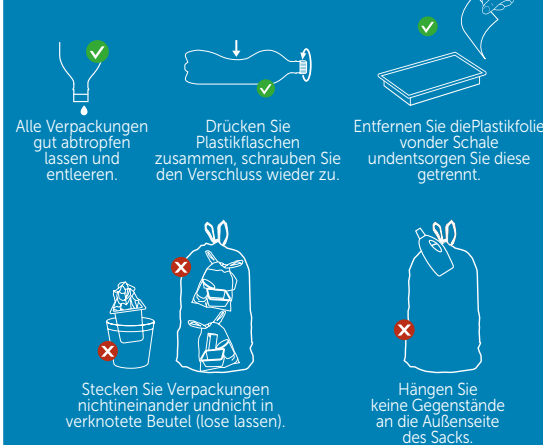 Alle Verpackungen
gut abtropfen
lassen und
entleeren.
Drücken Sie
Plastikflaschen
zusammen, schrauben Sie
den Verschluss wieder zu.
Entfernen Sie diePlastikfolie
vonder Schale
undentsorgen Sie diese
getrennt.
Stecken Sie Verpackungen
nichtineinander undnicht in
verknotete Beutel (lose lassen).
Hängen Sie
keine Gegenstände
an die Außenseite
des Sacks.